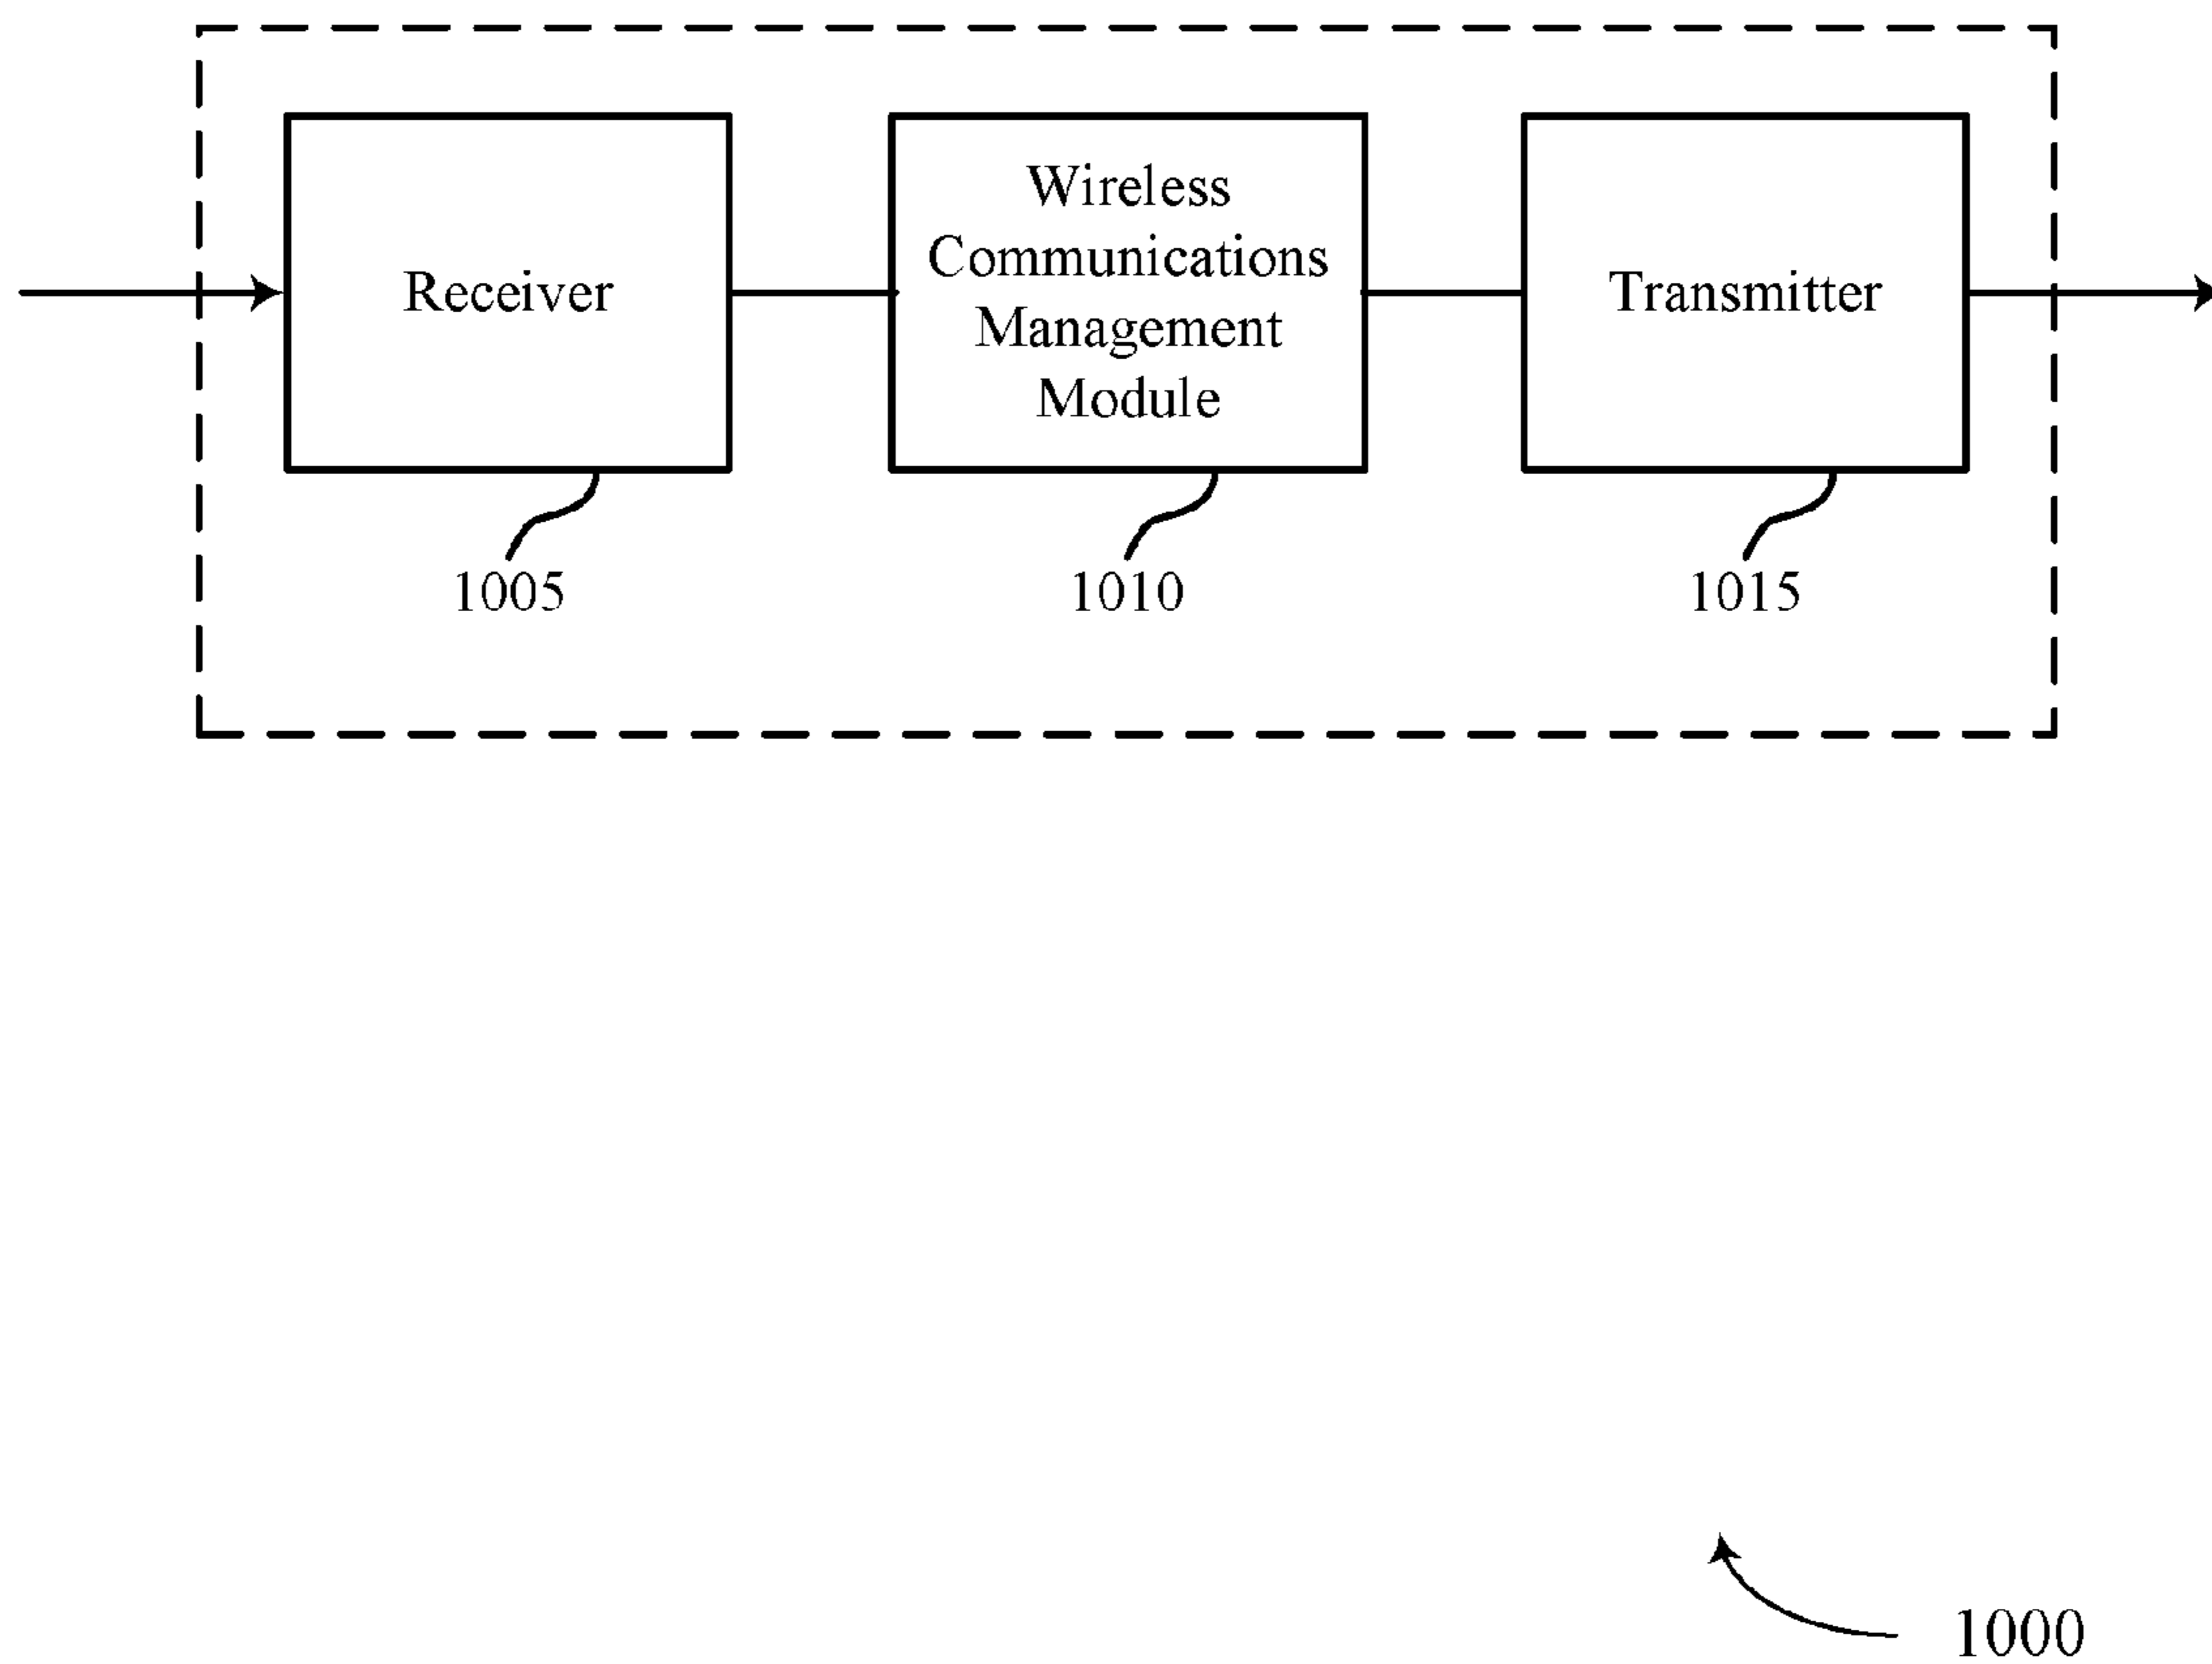 Receiver
Wireless
Communications
Management
Module
Transmitter
1005
1010
1015
1000